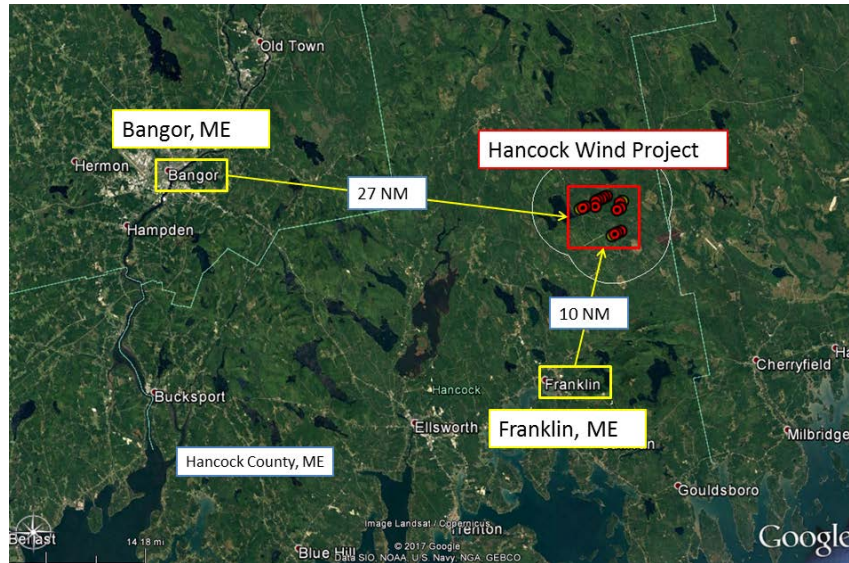 Old Town
Bangor, ME
Hancock Wind Project
Hermon
Bangor
27 NM
Hampden
10 NM
Cherryfield
Ha
Franklin
Hancock
Bucksport
Franklin, ME
Ellsworth
Milbridg
Hancock County, ME
Gouldsboro
Image Landsat / Copernicus
Trenton
Google
Belfast
14.18 mi
Blue Hill
© 2017 Google
Data SIO, NOAA, U.S. Navy, NGA, GEBCO